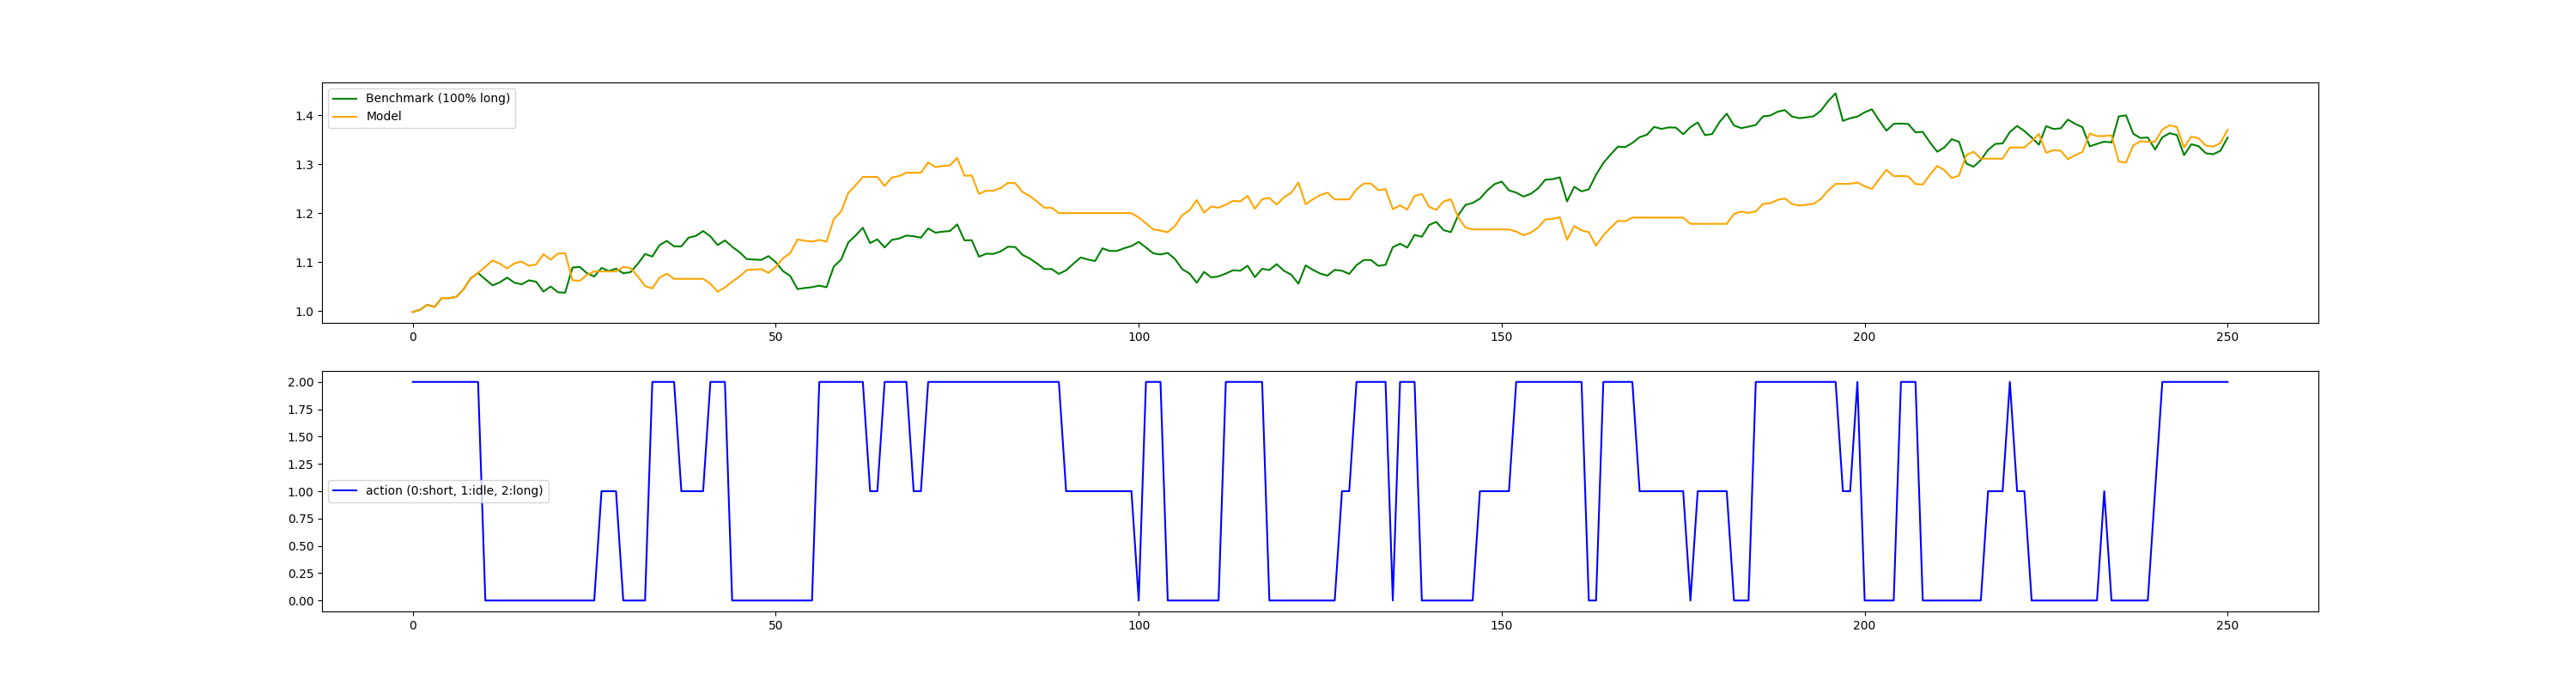 Benchmark (100% long)
Model
1.4
1.3
1.2
1.1
1.0
0 50 100 150 200 250
2.00
1.75
1.50
1.25
1.00
0.75
0.50
0.25
0.00
action (0:short, 1:idle, 2:long)
0 50 100 150 200 250